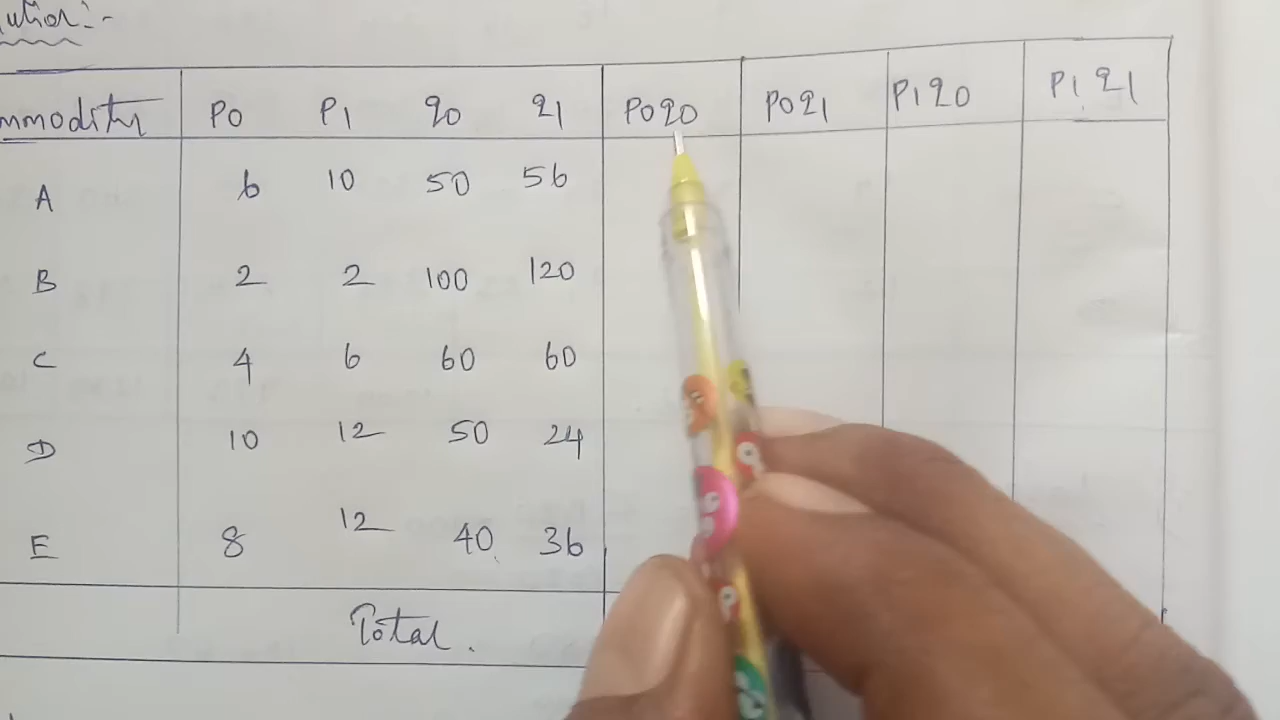 ution:-
mmodity P0 P1 q0 q1 P0q0 P0q1 P1q0 P1q1
A 6 10 50 56
B 2 2 100 120
C 4 6 60 60
D 10 12 50 24
E 8 12 40 36
Total.